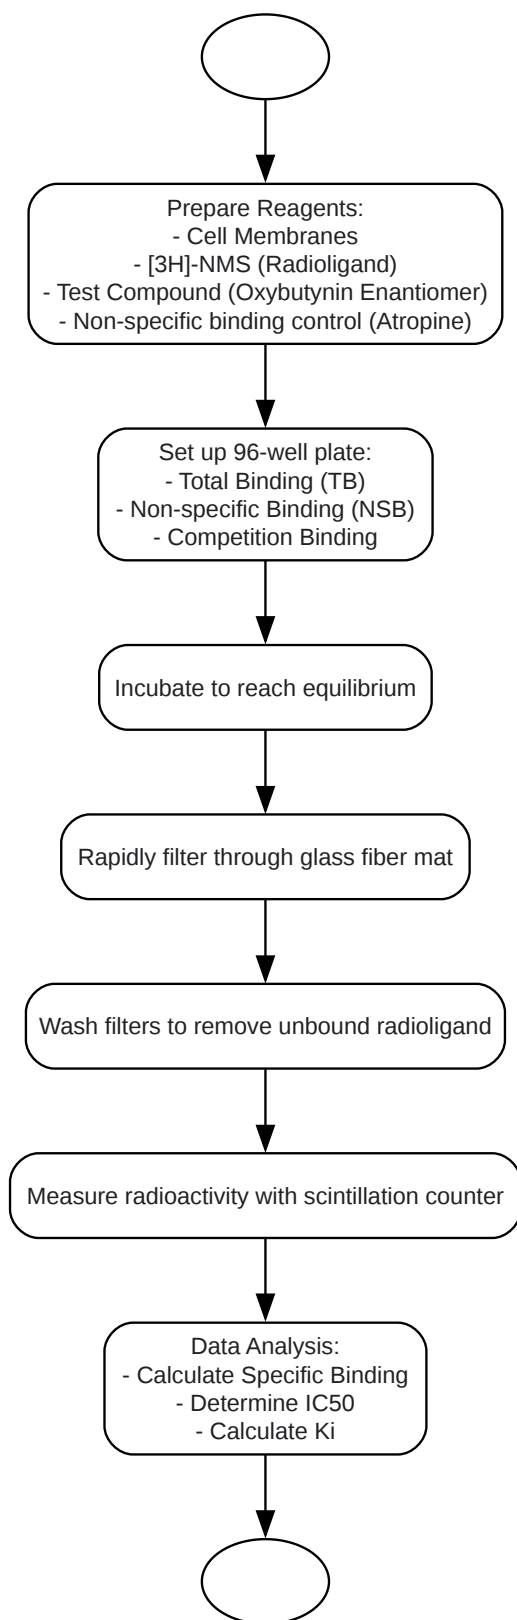 Prepare Reagents:
- Cell Membranes
- [3H]-NMS (Radioligand)
- Test Compound (Oxybutynin Enantiomer)
- Non-specific binding control (Atropine)
Set up 96-well plate:
- Total Binding (TB)
- Non-specific Binding (NSB)
- Competition Binding
Incubate to reach equilibrium
Rapidly filter through glass fiber mat
Wash filters to remove unbound radioligand
Measure radioactivity with scintillation counter
Data Analysis:
- Calculate Specific Binding
- Determine IC50
- Calculate Ki